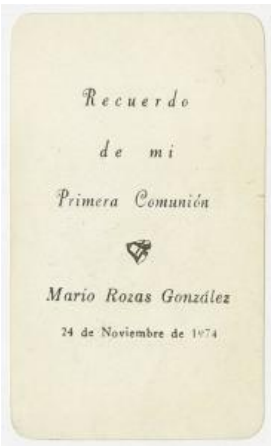 Recuerdo
de mi
Primera Comunión
Mario Rozas González
24 de Noviembre de 1974